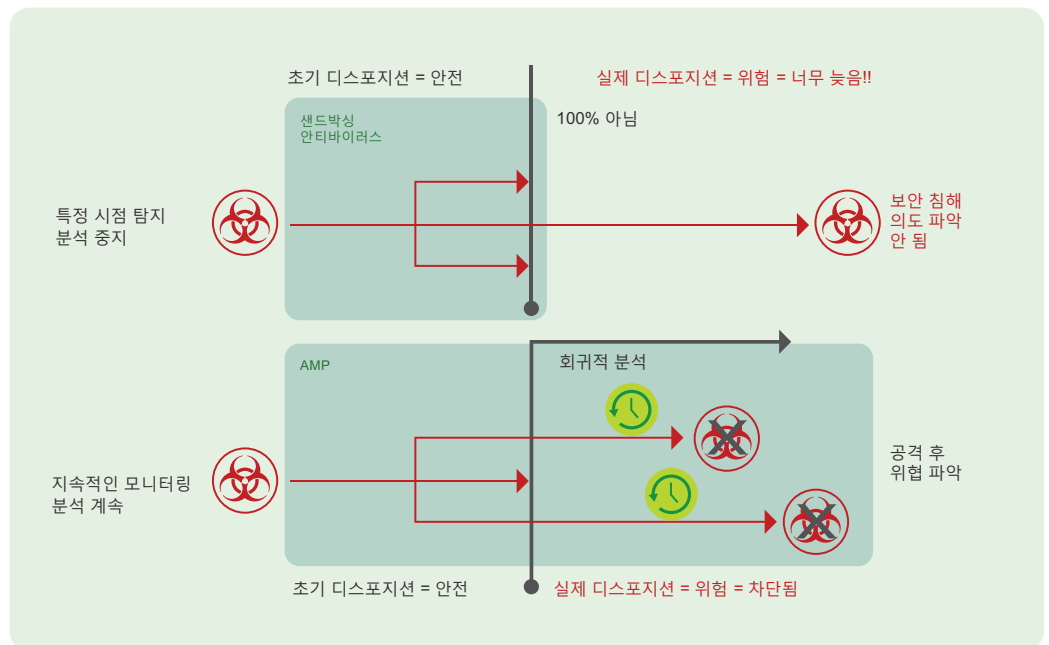 초기 디스포지션 = 안전
실제 디스포지션 = 위험 = 너무 늦음!!
샌드박싱
안티바이러스
100% 아님
특정 시점 탐지
분석 중지
보안 침해
의도 파악
안 됨
AMP
회귀적 분석
지속적인 모니터링
분석 계속
공격 후
위협 파악
초기 디스포지션 = 안전
실제 디스포지션 = 위험 = 차단됨